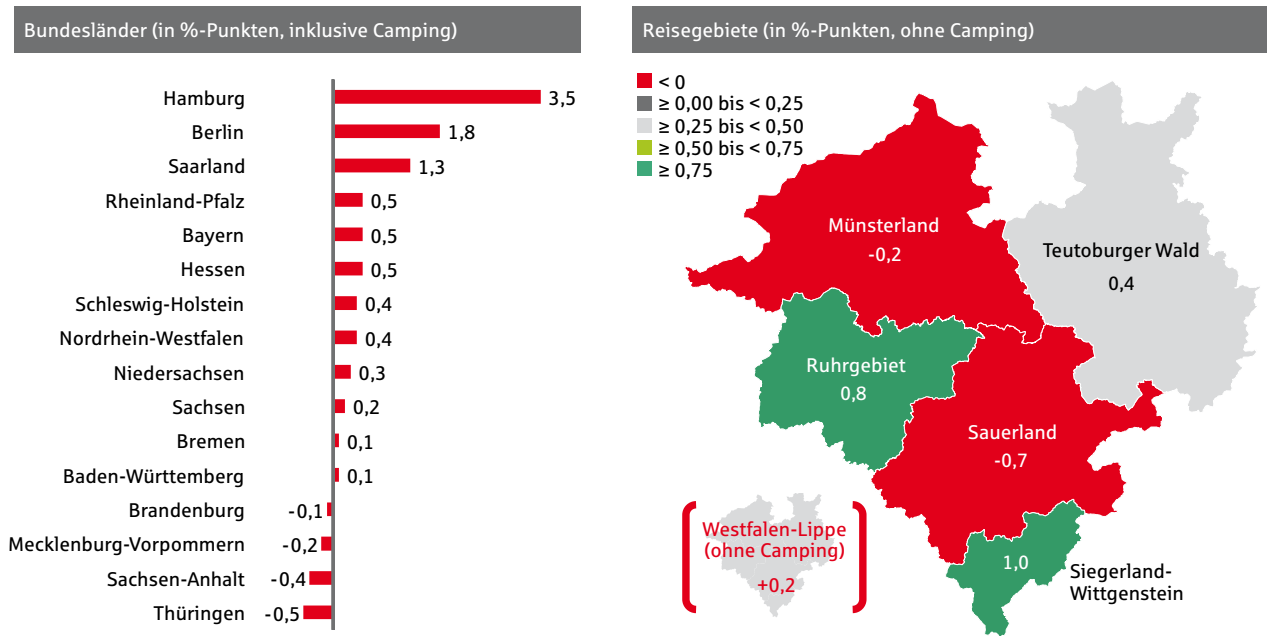 Bundesländer (in %-Punkten, inklusive Camping)
Hamburg 3,5
Berlin 1,8
Saarland 1,3
Rheinland-Pfalz 0,5
Bayern 0,5
Hessen 0,5
Schleswig-Holstein 0,4
Nordrhein-Westfalen 0,4
Niedersachsen 0,3
Sachsen 0,2
Bremen 0,1
Baden-Württemberg 0,1
Brandenburg -0,1
Mecklenburg-Vorpommern -0,2
Sachsen-Anhalt -0,4
Thüringen -0,5
Reisegebiete (in %-Punkten, ohne Camping)
< 0
≥ 0,00 bis < 0,25
≥ 0,25 bis < 0,50
≥ 0,50 bis < 0,75
≥ 0,75
Münsterland
-0,2
Teutoburger Wald
0,4
Ruhrgebiet
0,8
Sauerland
-0,7
Westfalen-Lippe
(ohne Camping)
+0,2
1,0
Siegerland-
Wittgenstein